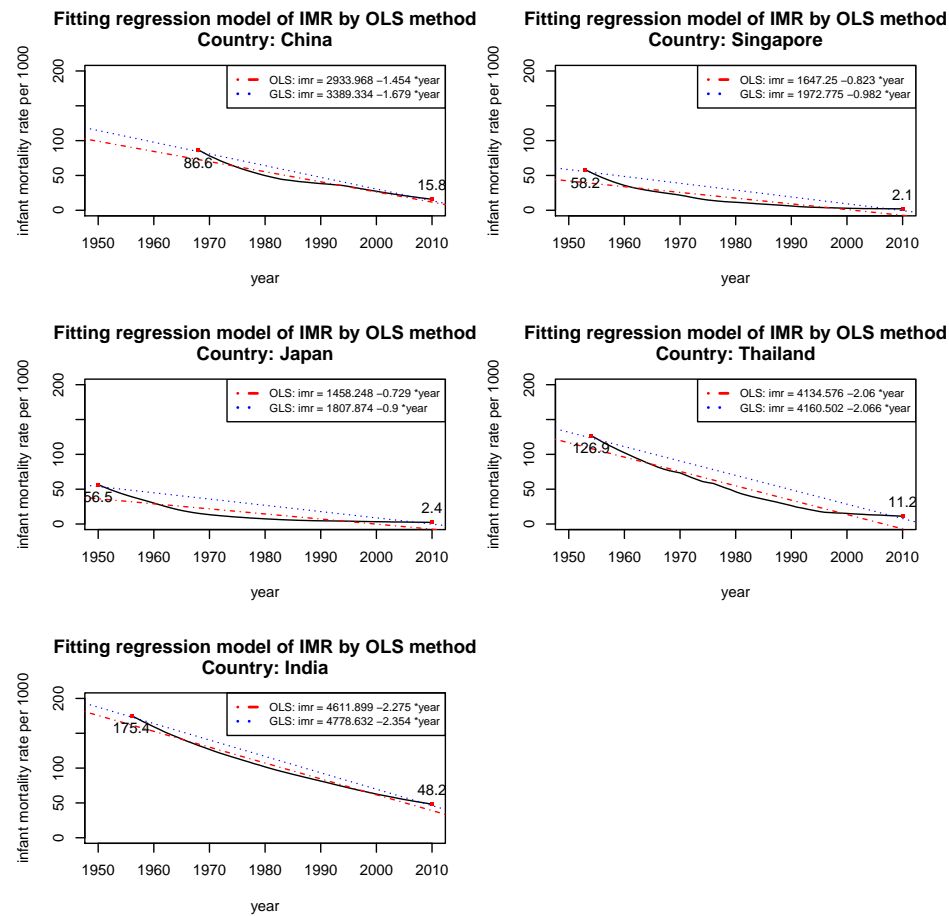 Fitting regression model of IMR by OLS method
Country: China
infant mortality rate per 1000
200
100
50
0
OLS: imr = 2933.968 −1.454 *year
GLS: imr = 3389.334 −1.679 *year
86.6
15.8
1950 1960 1970 1980 1990 2000 2010
year
Fitting regression model of IMR by OLS method
Country: Singapore
infant mortality rate per 1000
200
100
50
0
OLS: imr = 1647.25 −0.823 *year
GLS: imr = 1972.775 −0.982 *year
58.2
2.1
1950 1960 1970 1980 1990 2000 2010
year
Fitting regression model of IMR by OLS method
Country: Japan
infant mortality rate per 1000
200
100
50
0
OLS: imr = 1458.248 −0.729 *year
GLS: imr = 1807.874 −0.9 *year
56.5
2.4
1950 1960 1970 1980 1990 2000 2010
year
Fitting regression model of IMR by OLS method
Country: Thailand
infant mortality rate per 1000
200
100
50
0
OLS: imr = 4134.576 −2.06 *year
GLS: imr = 4160.502 −2.066 *year
126.9
11.2
1950 1960 1970 1980 1990 2000 2010
year
Fitting regression model of IMR by OLS method
Country: India
infant mortality rate per 1000
200
100
50
0
OLS: imr = 4611.899 −2.275 *year
GLS: imr = 4778.632 −2.354 *year
175.4
48.2
1950 1960 1970 1980 1990 2000 2010
year